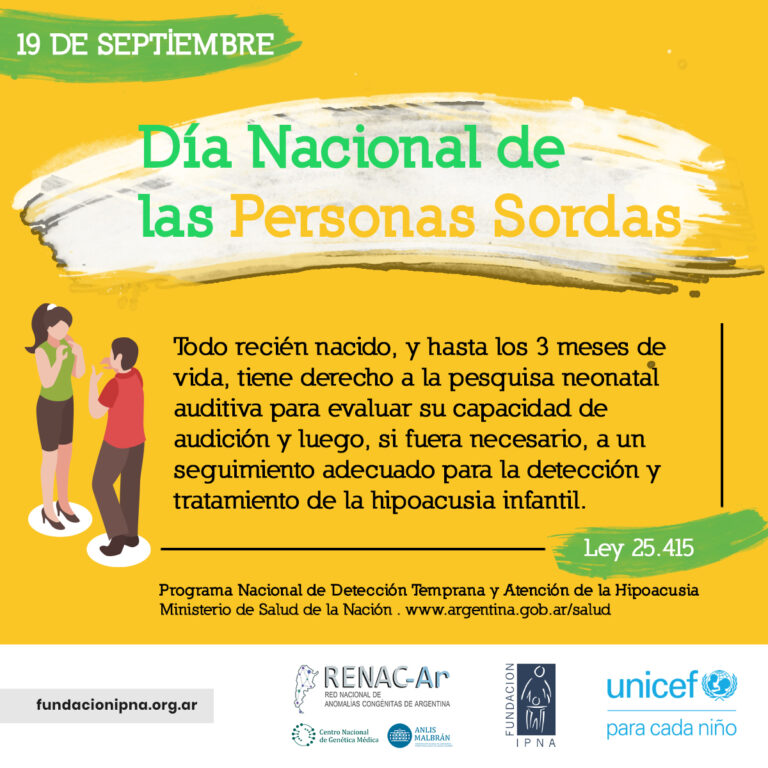 19 DE SEPTIEMBRE
Día Nacional de
las Personas Sordas
Todo recién nacido, y hasta los 3 meses de
vida, tiene derecho a la pesquisa neonatal
auditiva para evaluar su capacidad de
audición y luego, si fuera necesario, a un
seguimiento adecuado para la detección y
tratamiento de la hipoacusia infantil.
Ley 25.415
Programa Nacional de Detección Temprana y Atención de la Hipoacusia
Ministerio de Salud de la Nación . www.argentina.gob.ar/salud
fundacionipna.org.ar
RENAC-Ar
RED NACIONAL DE
ANOMALÍAS CONGÉNITAS DE ARGENTINA
Centro Nacional
de Genética Médica
ANLIS
MALBRÁN
FUNDACION
IPNA
unicef
para cada niño